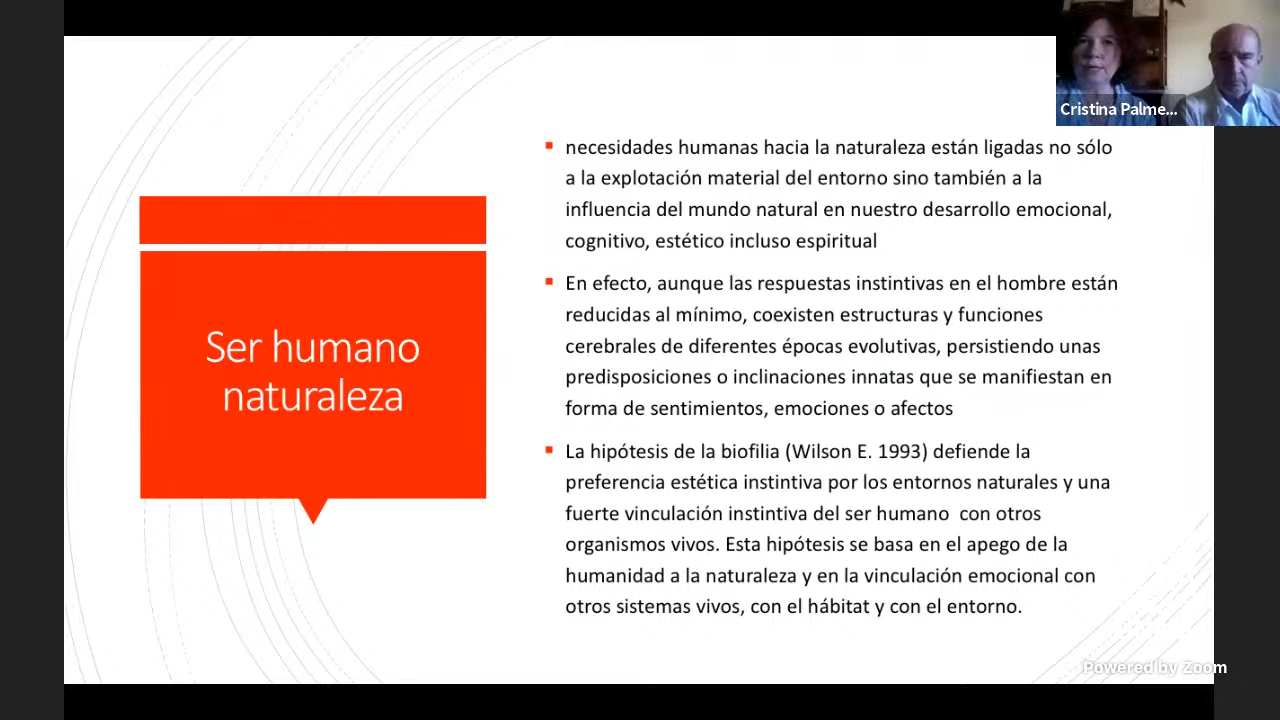 Cristina Palme...
necesidades humanas hacia la naturaleza están ligadas no sólo
a la explotación material del entorno sino también a la
influencia del mundo natural en nuestro desarrollo emocional,
cognitivo, estético incluso espiritual
En efecto, aunque las respuestas instintivas en el hombre están
reducidas al mínimo, coexisten estructuras y funciones
cerebrales de diferentes épocas evolutivas, persistiendo unas
predisposiciones o inclinaciones innatas que se manifiestan en
forma de sentimientos, emociones o afectos
La hipótesis de la biofilia (Wilson E. 1993) defiende la
preferencia estética instintiva por los entornos naturales y una
fuerte vinculación instintiva del ser humano  con otros
organismos vivos. Esta hipótesis se basa en el apego de la
humanidad a la naturaleza y en la vinculación emocional con
otros sistemas vivos, con el hábitat y con el entorno.
Ser humano
naturaleza
Powered by Zoom